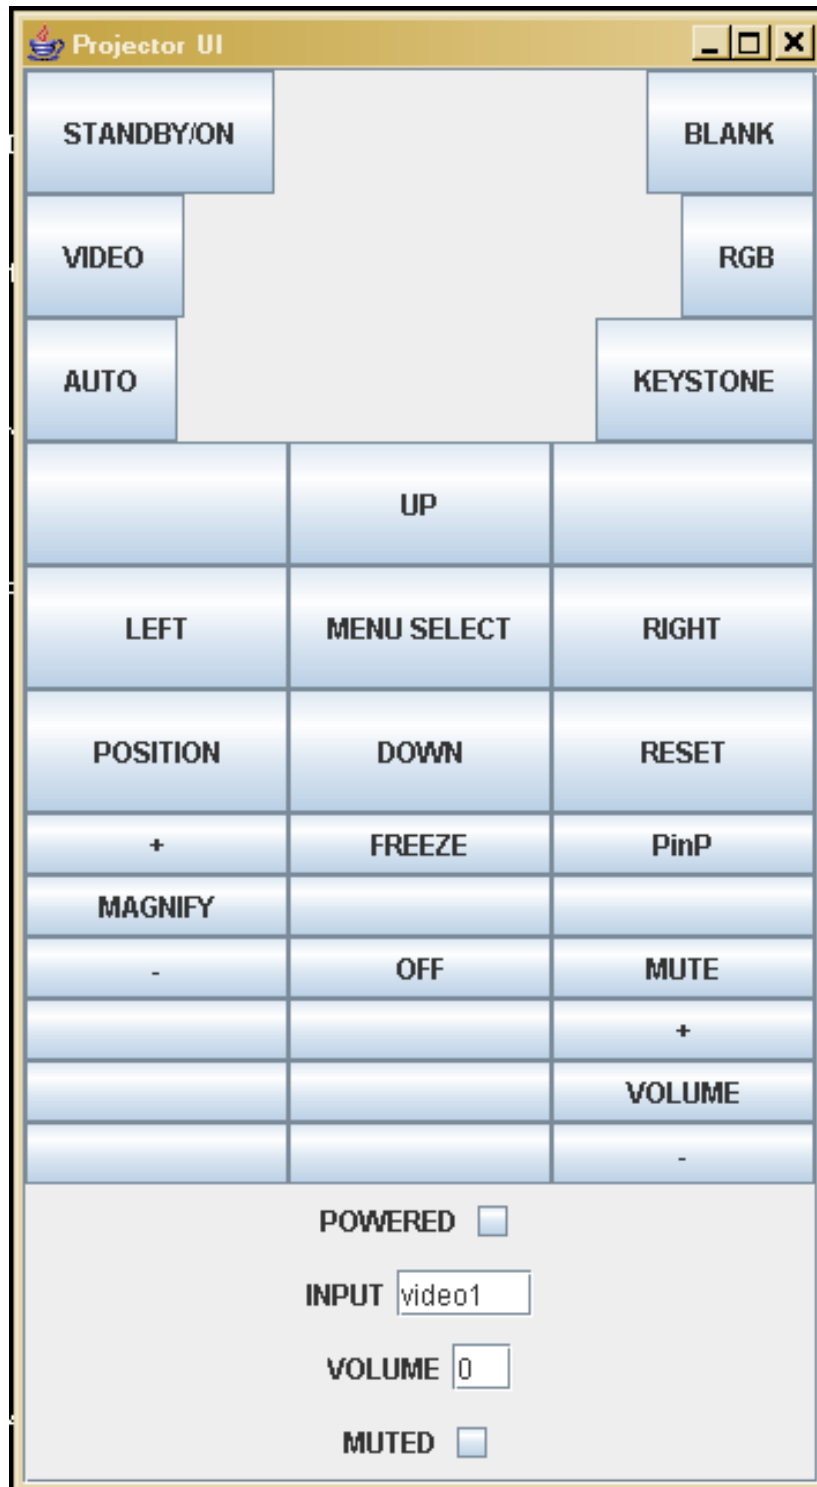 Projector UI
STANDBY/ON BLANK
VIDEO RGB
AUTO KEYSTONE
UP
LEFT MENU SELECT RIGHT
POSITION DOWN RESET
+ FREEZE PinP
MAGNIFY
- OFF MUTE
+
VOLUME
-
POWERED
INPUT video1
VOLUME 0
MUTED